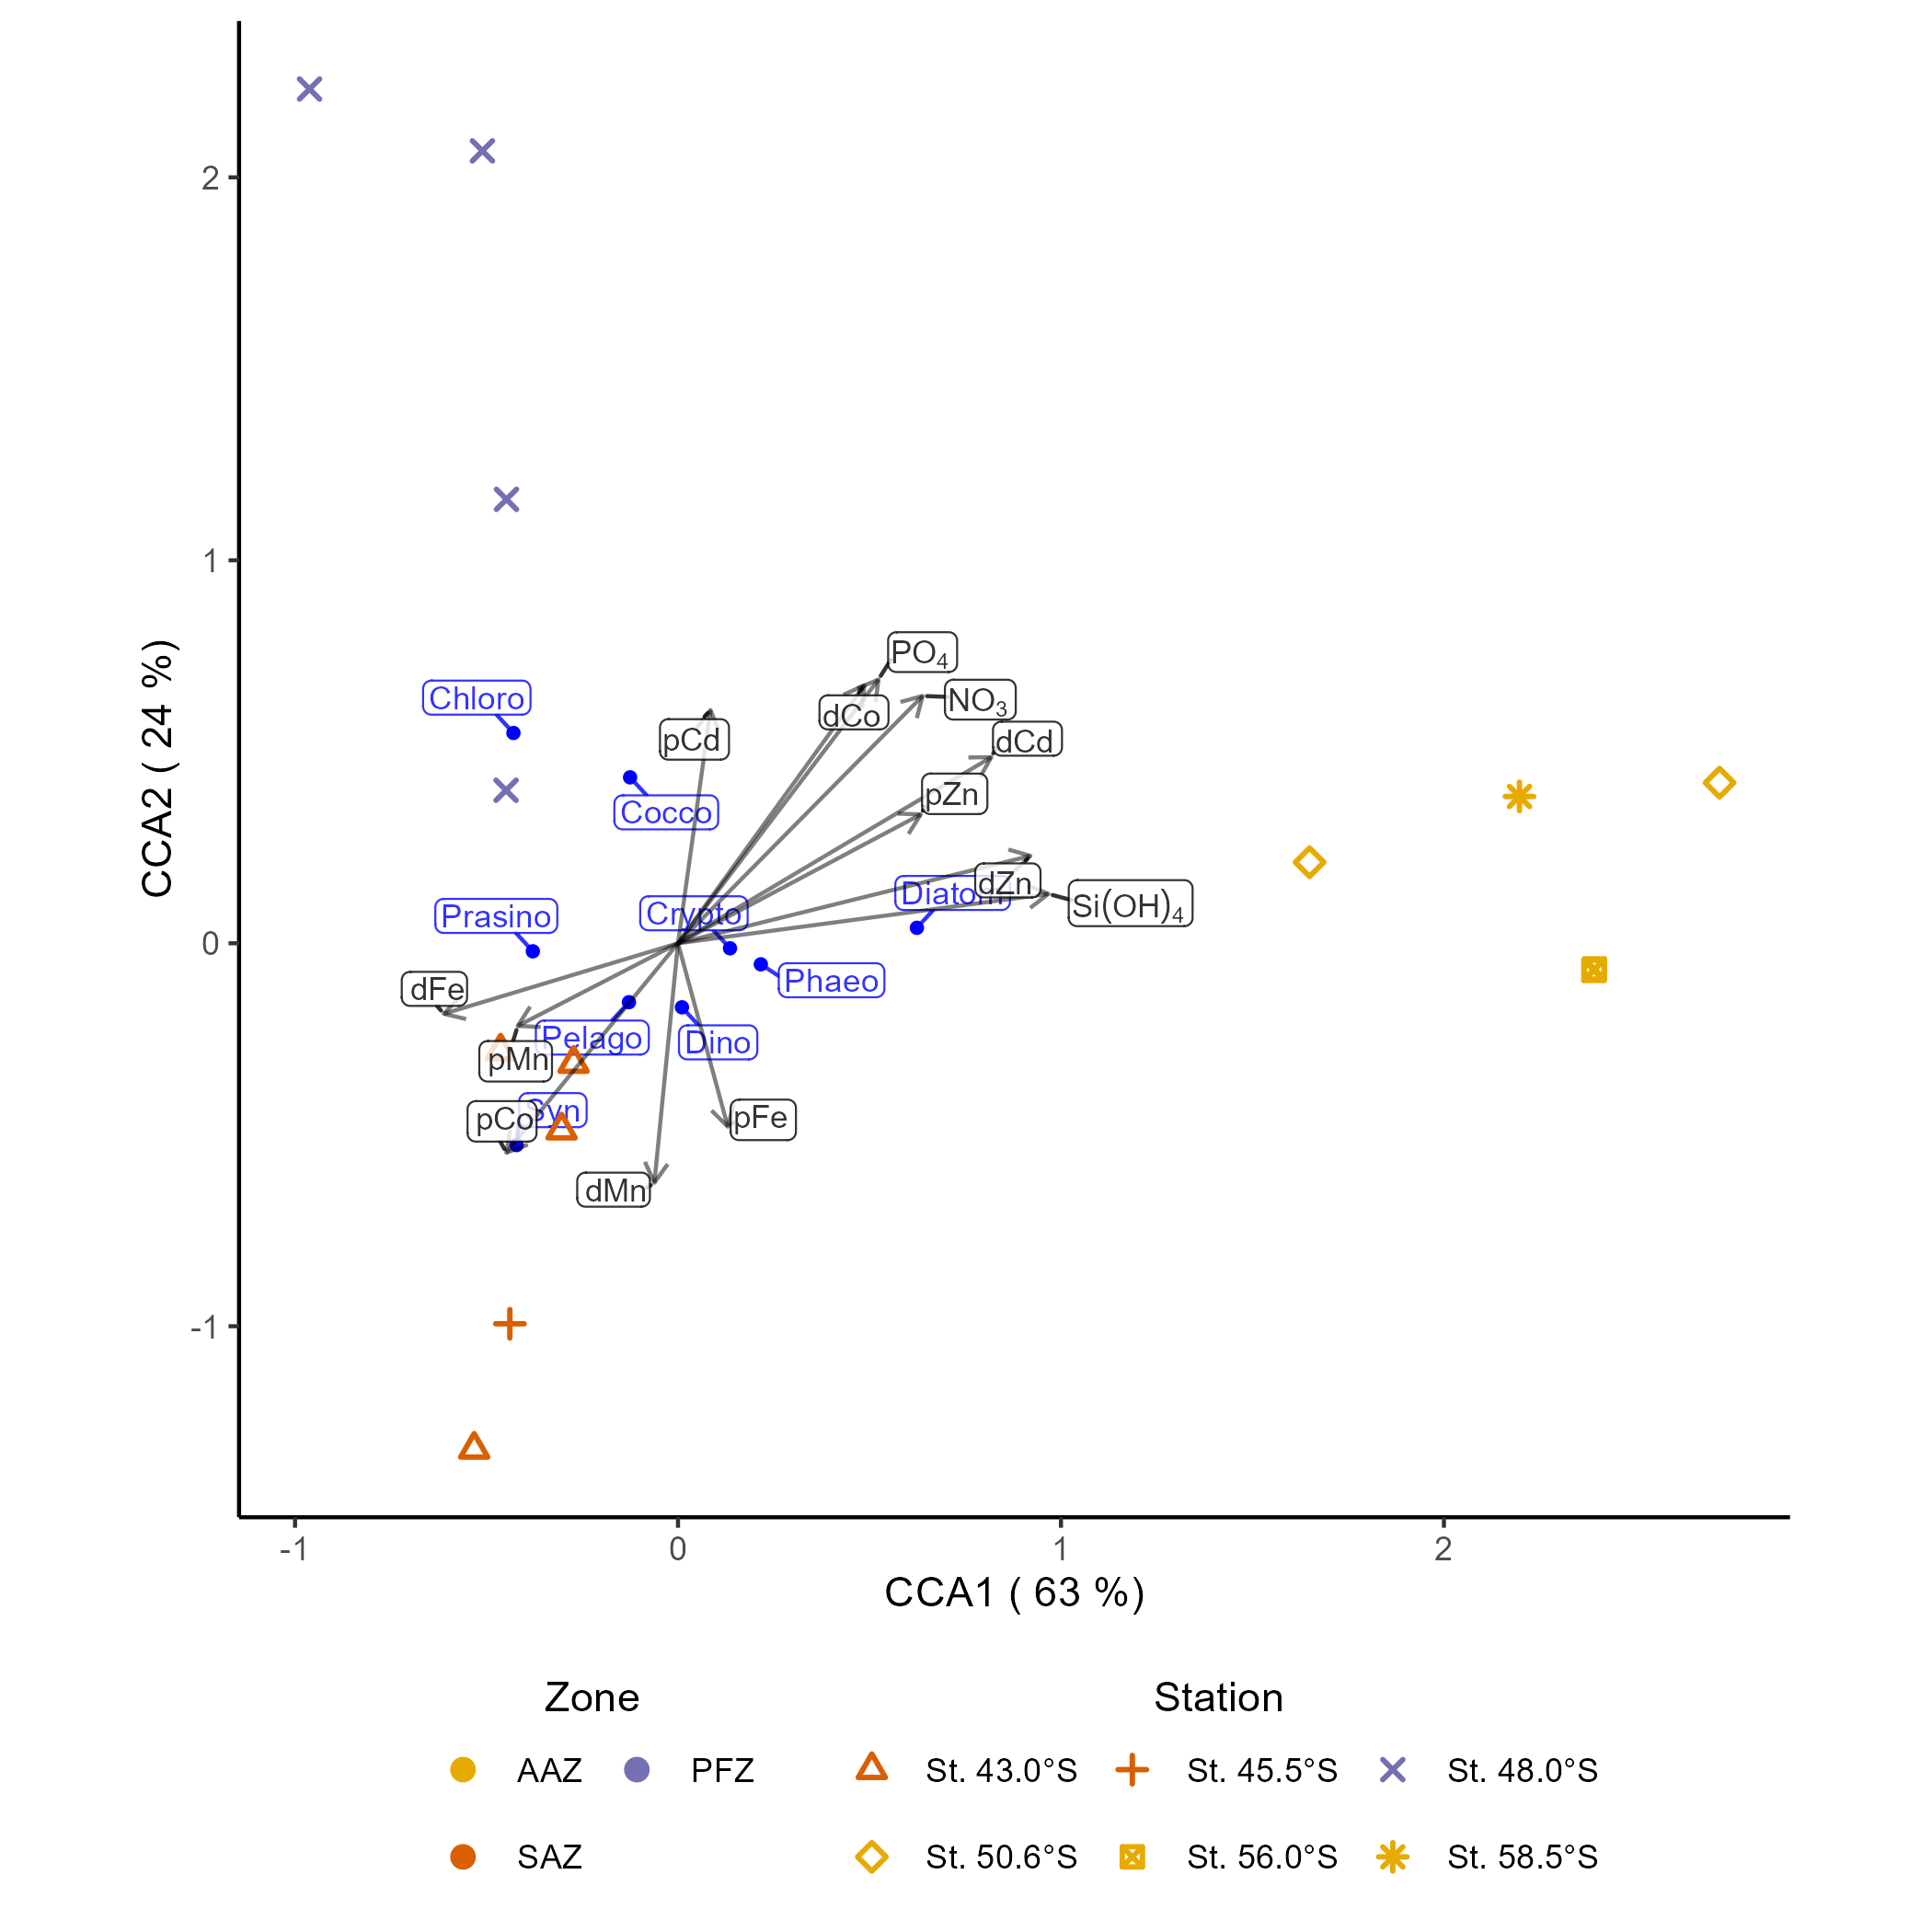 2
1
0
-1
CCA2 ( 24 %)
PO₄
Chloro
NO₃
dCo
pCd
dCd
pZn
Cocco
dZn
Diatom
Si(OH)₄
Crypto
Prasino
Phaeo
dFe
Pelago
Dino
pMn
Syn
pCo
pFe
dMn
-1 0 1 2
CCA1 ( 63 %)
Zone Station
AAZ PFZ St. 43.0°S St. 45.5°S St. 48.0°S
SAZ St. 50.6°S St. 56.0°S St. 58.5°S